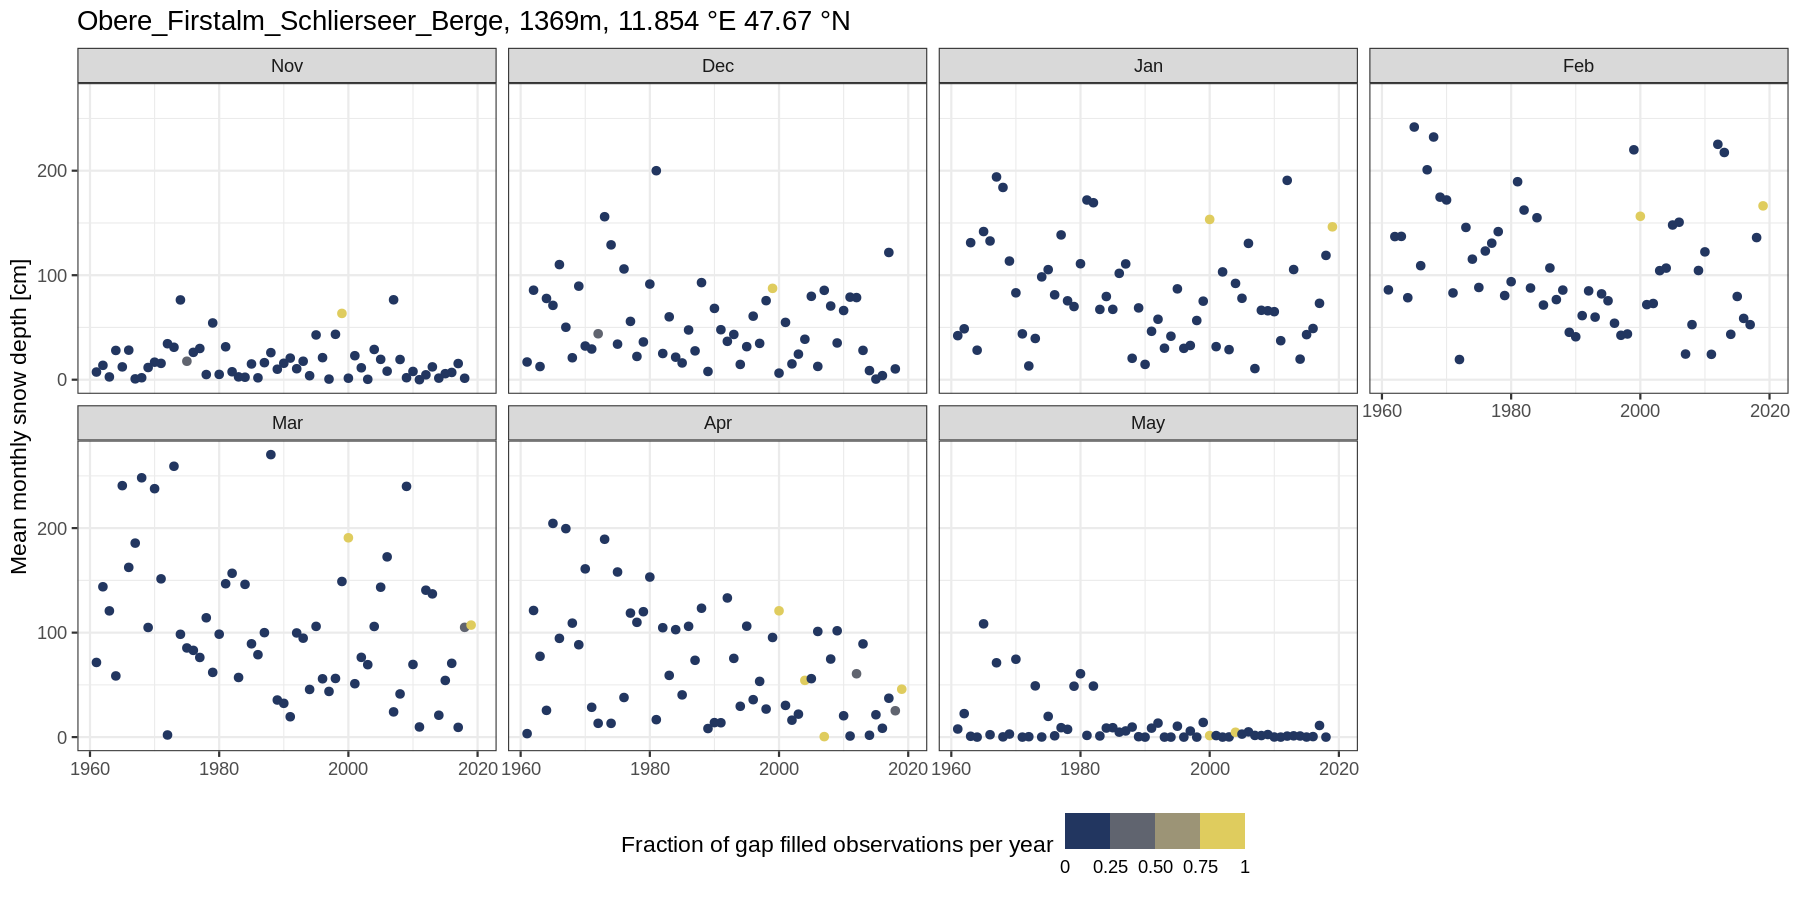 Obere_Firstalm_Schlierseer_Berge, 1369m, 11.854 °E 47.67 °N
Nov
Dec
Jan
Feb
Mean monthly snow depth [cm]
200
100
0
1960
1980
2000
2020
Mar
Apr
May
200
100
0
1960
1980
2000
2020
1960
1980
2000
2020
1960
1980
2000
2020
Fraction of gap filled observations per year
0
0.25
0.50
0.75
1